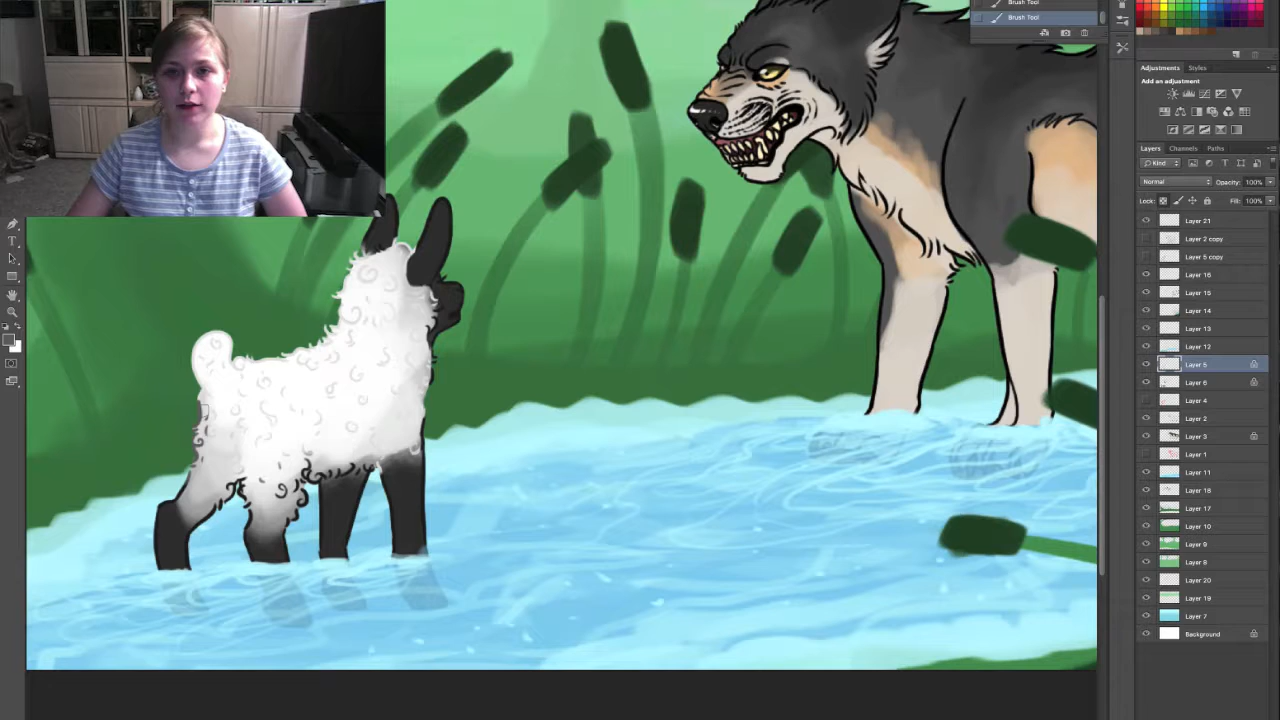 Brush Tool
Brush Tool
Adjustments Styles
Add an adjustment
Layers Channels Paths
Kind
Normal Opacity: 100%
Lock: Fill: 100%
Layer 21
Layer 2 copy
Layer 5 copy
Layer 16
Layer 15
Layer 14
Layer 13
Layer 12
Layer 5
Layer 6
Layer 4
Layer 2
Layer 3
Layer 1
Layer 11
Layer 18
Layer 17
Layer 10
Layer 9
Layer 8
Layer 20
Layer 19
Layer 7
Background